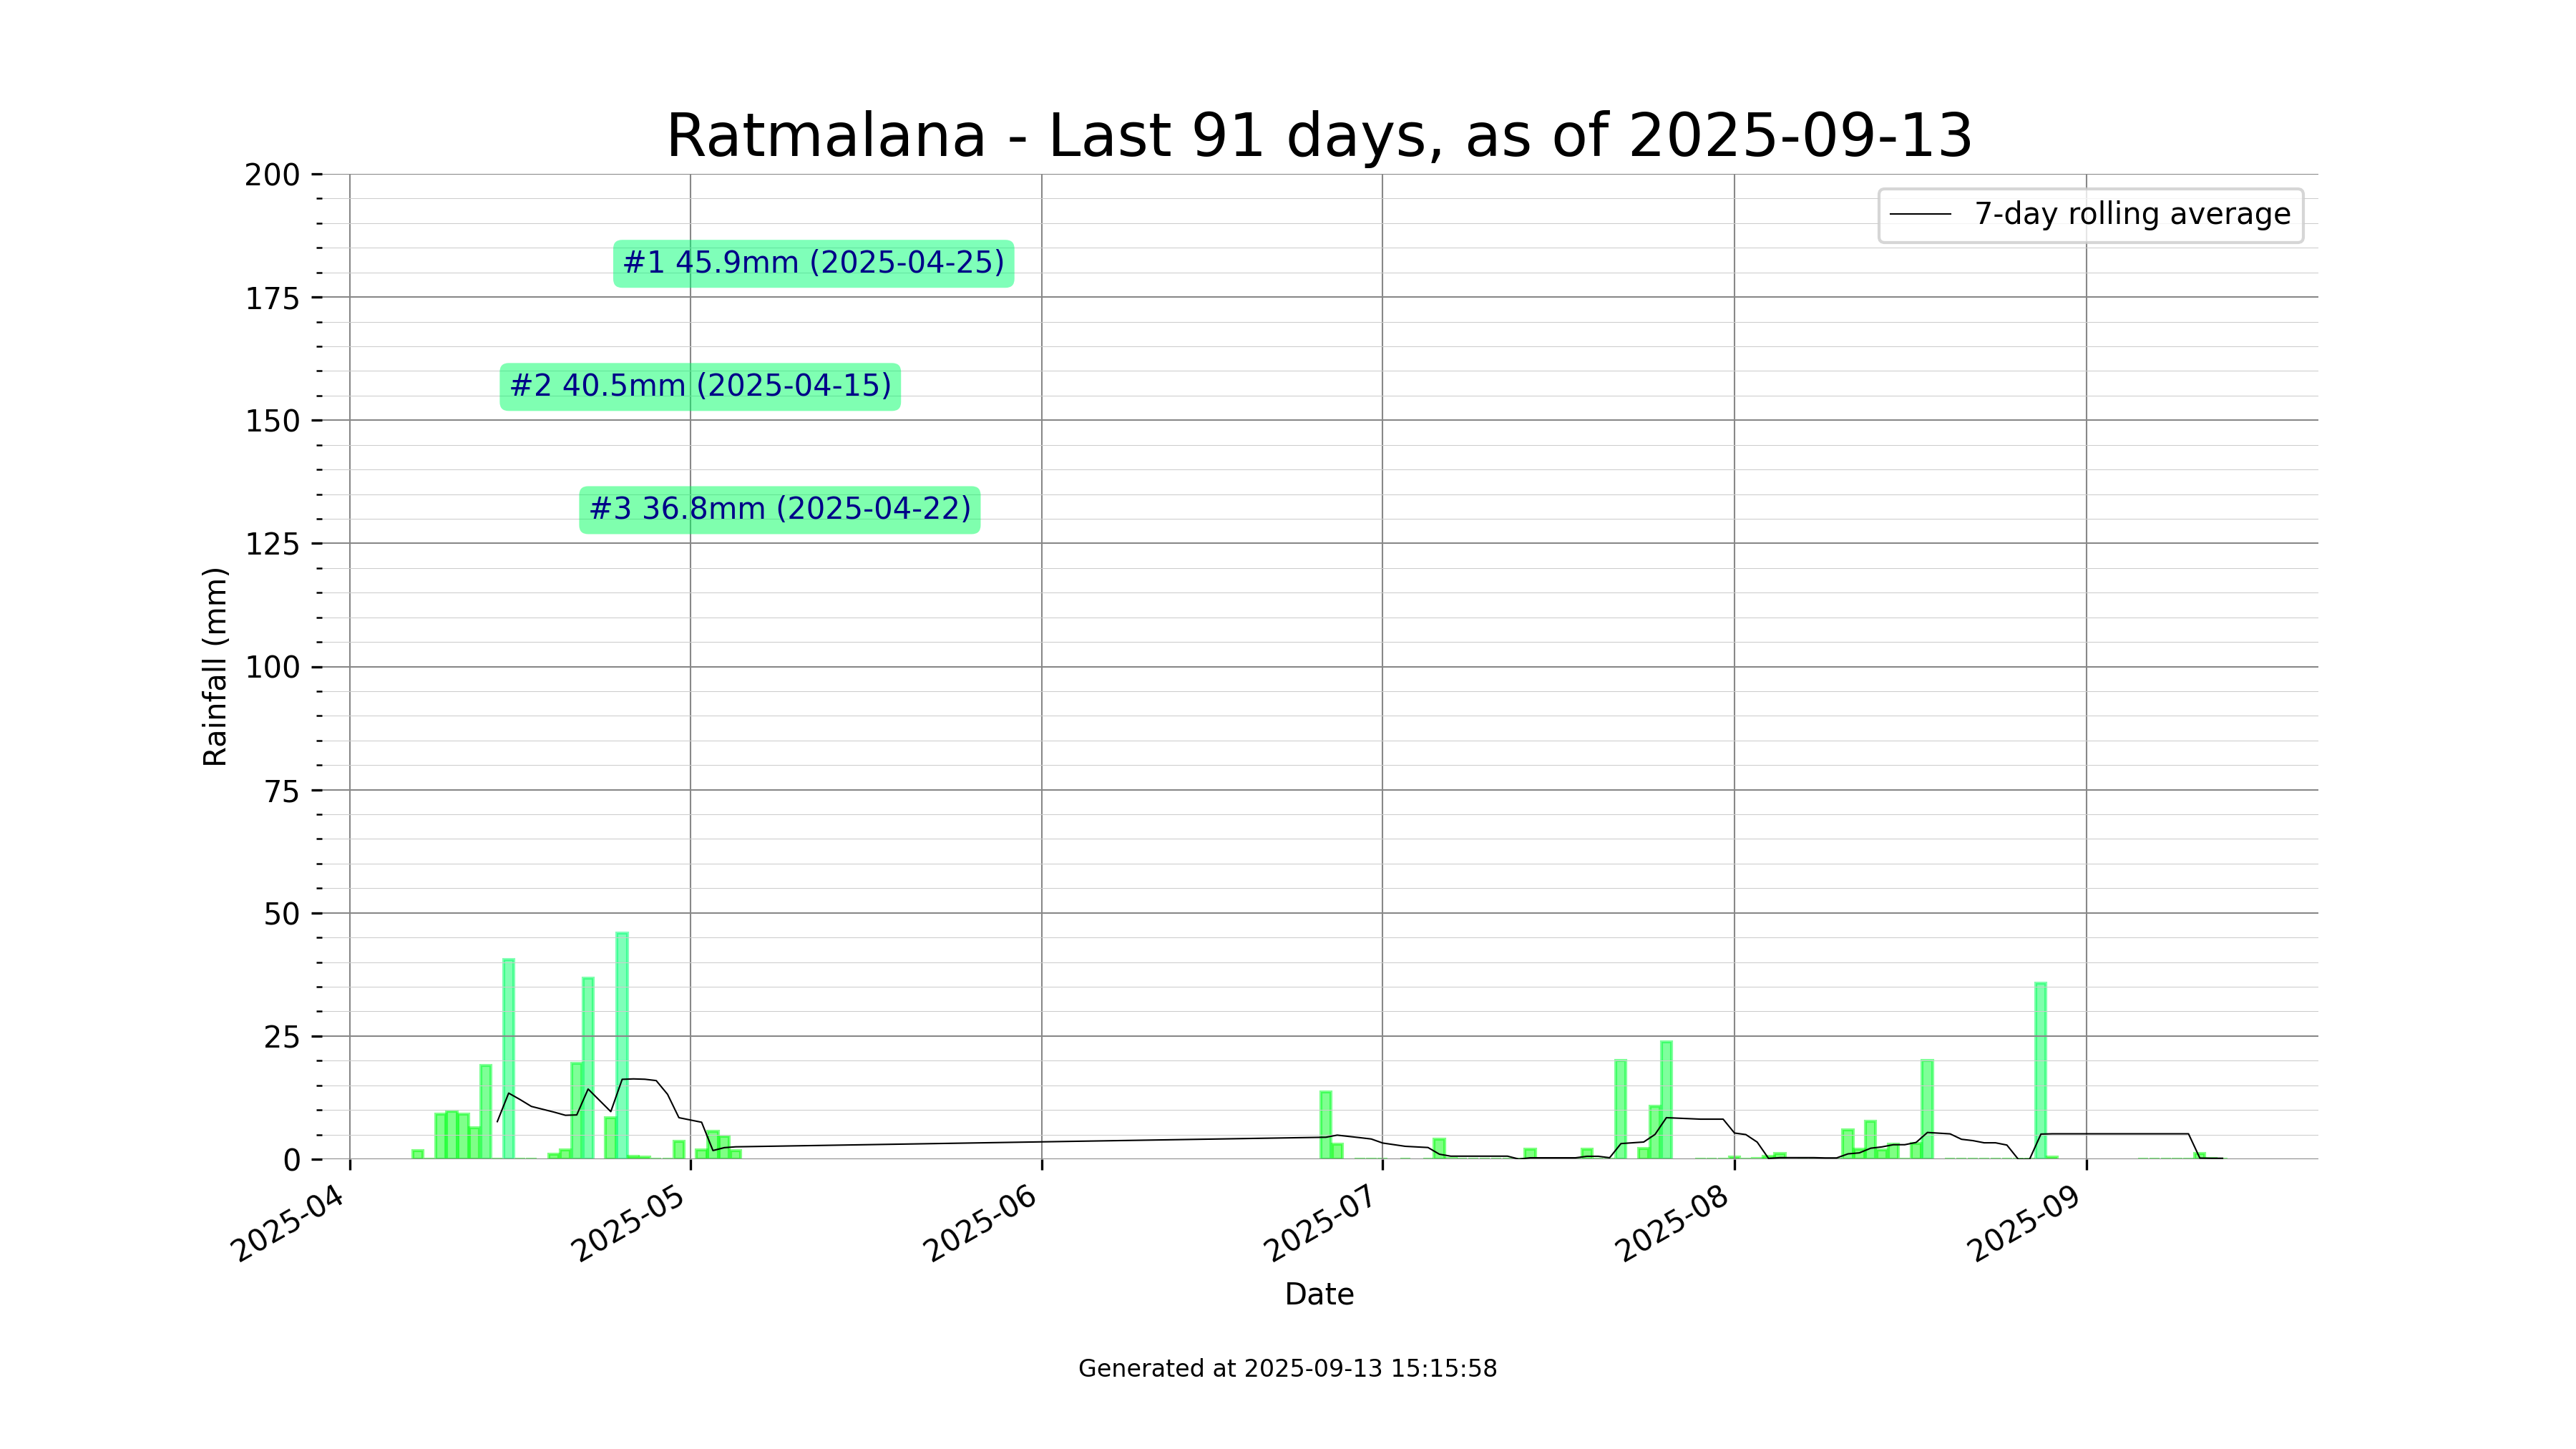 Ratmalana - Last 91 days, as of 2025-09-13
200
175
150
125
100
75
50
25
0
Rainfall (mm)
7-day rolling average
#1 45.9mm (2025-04-25)
#2 40.5mm (2025-04-15)
#3 36.8mm (2025-04-22)
2025-04
2025-05
2025-06
2025-07
2025-08
2025-09
Date
Generated at 2025-09-13 15:15:58